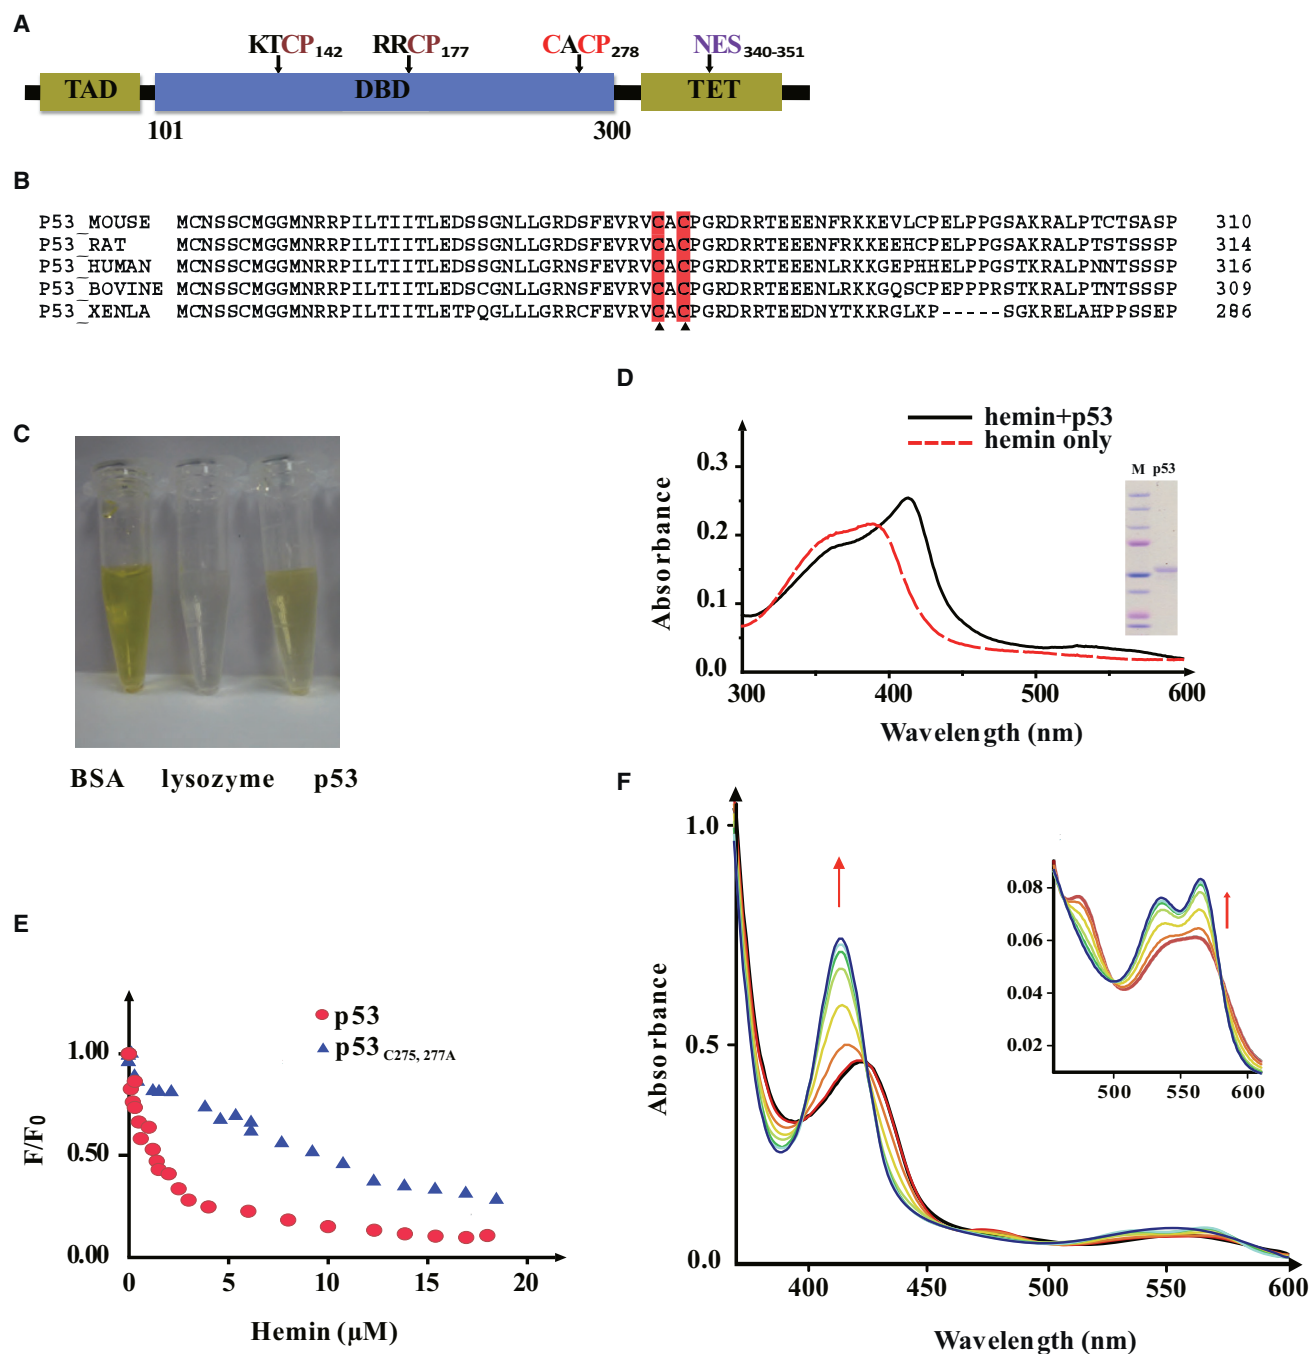 A
KTCP142 RRCP177 CACP278 NES340-351
TAD DBD TET
101 300
B
P53_MOUSE MCNSSCMGGMNRRPILTIITLEDSSGNLLGRDSFEVRVCACPGRDRRTEEENFRKKEVLCPELPPGSAKRALPTCTSASP 310
P53_RAT MCNSSCMGGMNRRPILTIITLEDSSGNLLGRDSFEVRVCACPGRDRRTEEENFRKKEEHCPELPPGSAKRALPTSTSSSP 314
P53_HUMAN MCNSSCMGGMNRRPILTIITLEDSSGNLLGRNSFEVRVCACPGRDRRTEEENLRKKGEPHHELPPGSTKRALPNNTSSSP 316
P53_BOVINE MCNSSCMGGMNRRPILTIITLEDSCGNLLGRNSFEVRVCACPGRDRRTEEENLRKKGQSCPEPPPRSTKRALPTNTSSSP 309
P53_XENLA MCNSSCMGGMNRRPILTIITLETPQGLLLGRRCFEVRVCACPGRDRRTEEDNYTKKRGLKP-----SGKRELAHPPSSEP 286
C
BSA lysozyme p53
D
hemin+p53
hemin only
M p53
Absorbance
0.3
0.2
0.1
0.0
300 400 500 600
Wavelength (nm)
E
p53
p53 C275, 277A
F/F0
1.00
0.50
0.00
0 5 10 15 20
Hemin (μM)
F
Absorbance
1.0
0.5
0.0
400 450 500 550 600
Wavelength (nm)
0.08
0.06
0.04
0.02
500 550 600